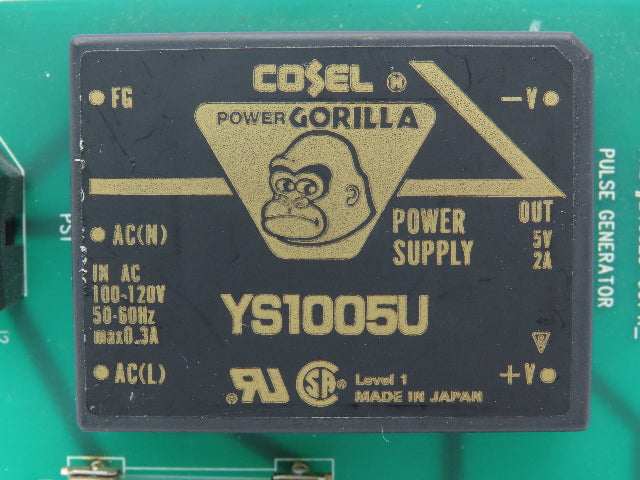 COSEL
POWER GORILLA
FG
-V
AC(N)
POWER
SUPPLY
OUT
5V
2A
IN AC
100~120V
50-60Hz
max0.3A
YS1005U
AC(L)
+V
Level 1
MADE IN JAPAN
PULSE GENERATOR